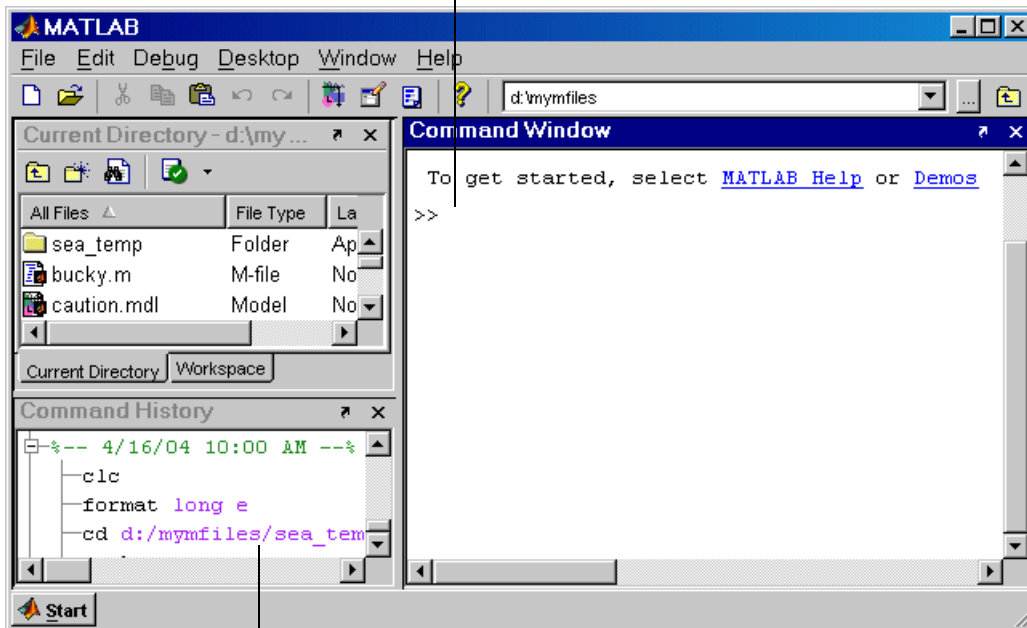 MATLAB
File Edit Debug Desktop Window Help
d:\mymfiles
...
Current Directory - d:\my ...
All Files File Type La
sea_temp Folder Ap
bucky.m M-file No
caution.mdl Model No
Current Directory Workspace
Command History
%-- 4/16/04 10:00 AM --%
clc
format long e
cd d:/mymfiles/sea_tem
Command Window
To get started, select MATLAB Help or Demos
>>
Start